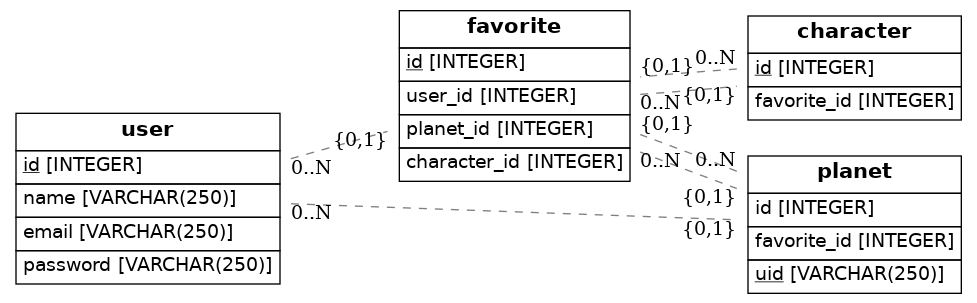 user
id [INTEGER]
name [VARCHAR(250)]
email [VARCHAR(250)]
password [VARCHAR(250)]
{0,1}
0..N
0..N
favorite
id [INTEGER]
user_id [INTEGER]
planet_id [INTEGER]
character_id [INTEGER]
{0,1}
0..N
0..N
{0,1}
{0,1}
0..N
0..N
{0,1}
{0,1}
character
id [INTEGER]
favorite_id [INTEGER]
planet
id [INTEGER]
favorite_id [INTEGER]
uid [VARCHAR(250)]